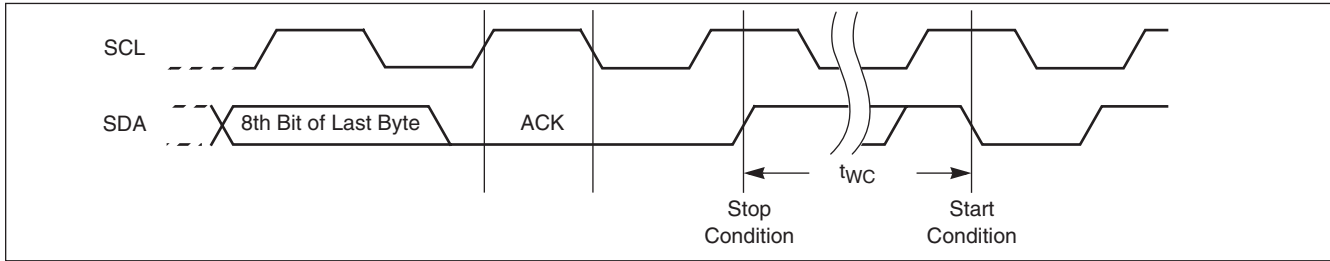 SCL
SDA
8th Bit of Last Byte
ACK
tWC
Stop
Condition
Start
Condition